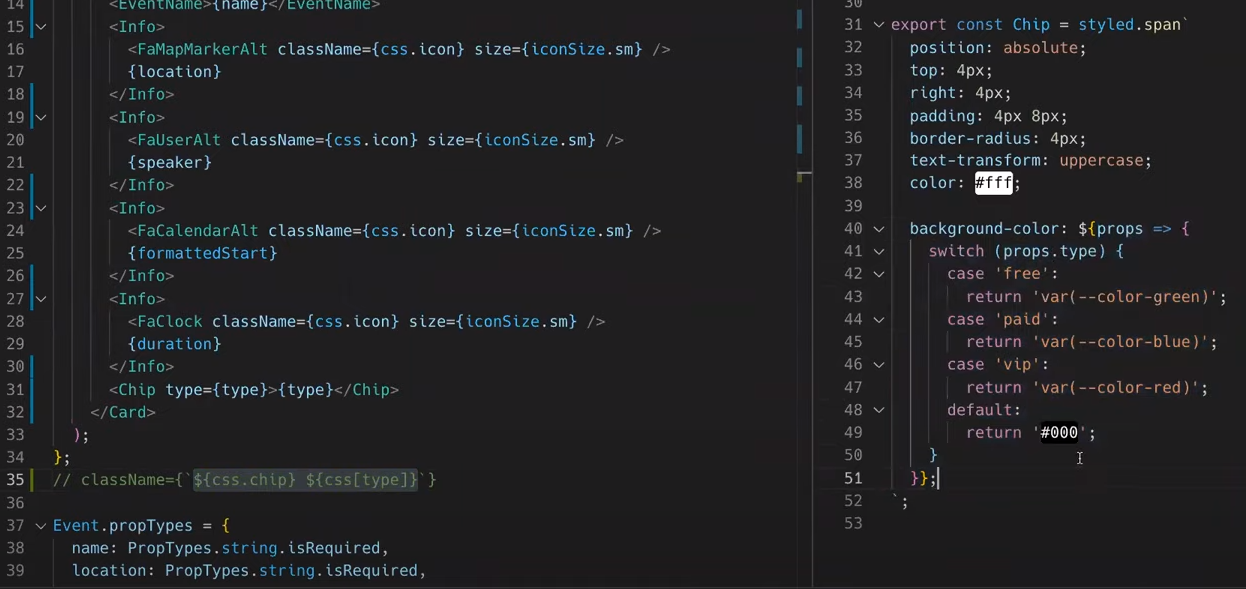 14 <EventName>{name}</EventName>
15 <Info>
16 <FaMapMarkerAlt className={css.icon} size={iconSize.sm} />
17 {location}
18 </Info>
19 <Info>
20 <FaUserAlt className={css.icon} size={iconSize.sm} />
21 {speaker}
22 </Info>
23 <Info>
24 <FaCalendarAlt className={css.icon} size={iconSize.sm} />
25 {formattedStart}
26 </Info>
27 <Info>
28 <FaClock className={css.icon} size={iconSize.sm} />
29 {duration}
30 </Info>
31 <Chip type={type}>{type}</Chip>
32 </Card>
33 );
34 };
35 // className={`${css.chip} ${css[type]}`}
36
37 Event.propTypes = {
38 name: PropTypes.string.isRequired,
39 location: PropTypes.string.isRequired,
30
31 export const Chip = styled.span`
32 position: absolute;
33 top: 4px;
34 right: 4px;
35 padding: 4px 8px;
36 border-radius: 4px;
37 text-transform: uppercase;
38 color: #fff;
39
40 background-color: ${props => {
41 switch (props.type) {
42 case 'free':
43 return 'var(--color-green)';
44 case 'paid':
45 return 'var(--color-blue)';
46 case 'vip':
47 return 'var(--color-red)';
48 default:
49 return '#000';
50 }
51 }};
52 `;
53